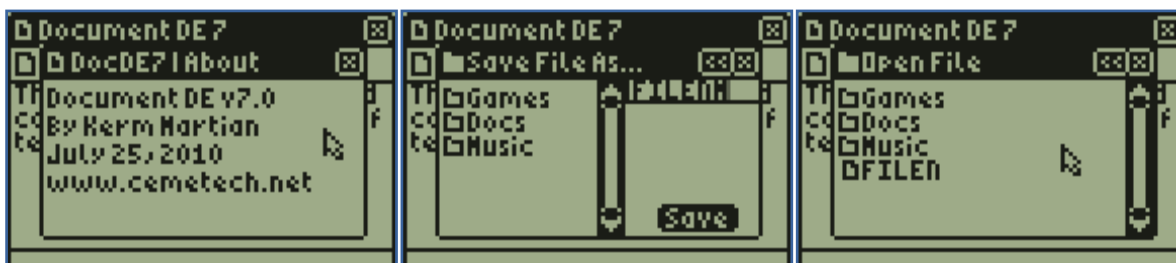 Document DE 7
DocDE7 | About
Document DE v7.0
By Kerm Martian
July 25, 2010
www.cemetech.net
Document DE 7
Save File As...
Games
Docs
Music
Save
Document DE 7
Open File
Games
Docs
Music
FILEN